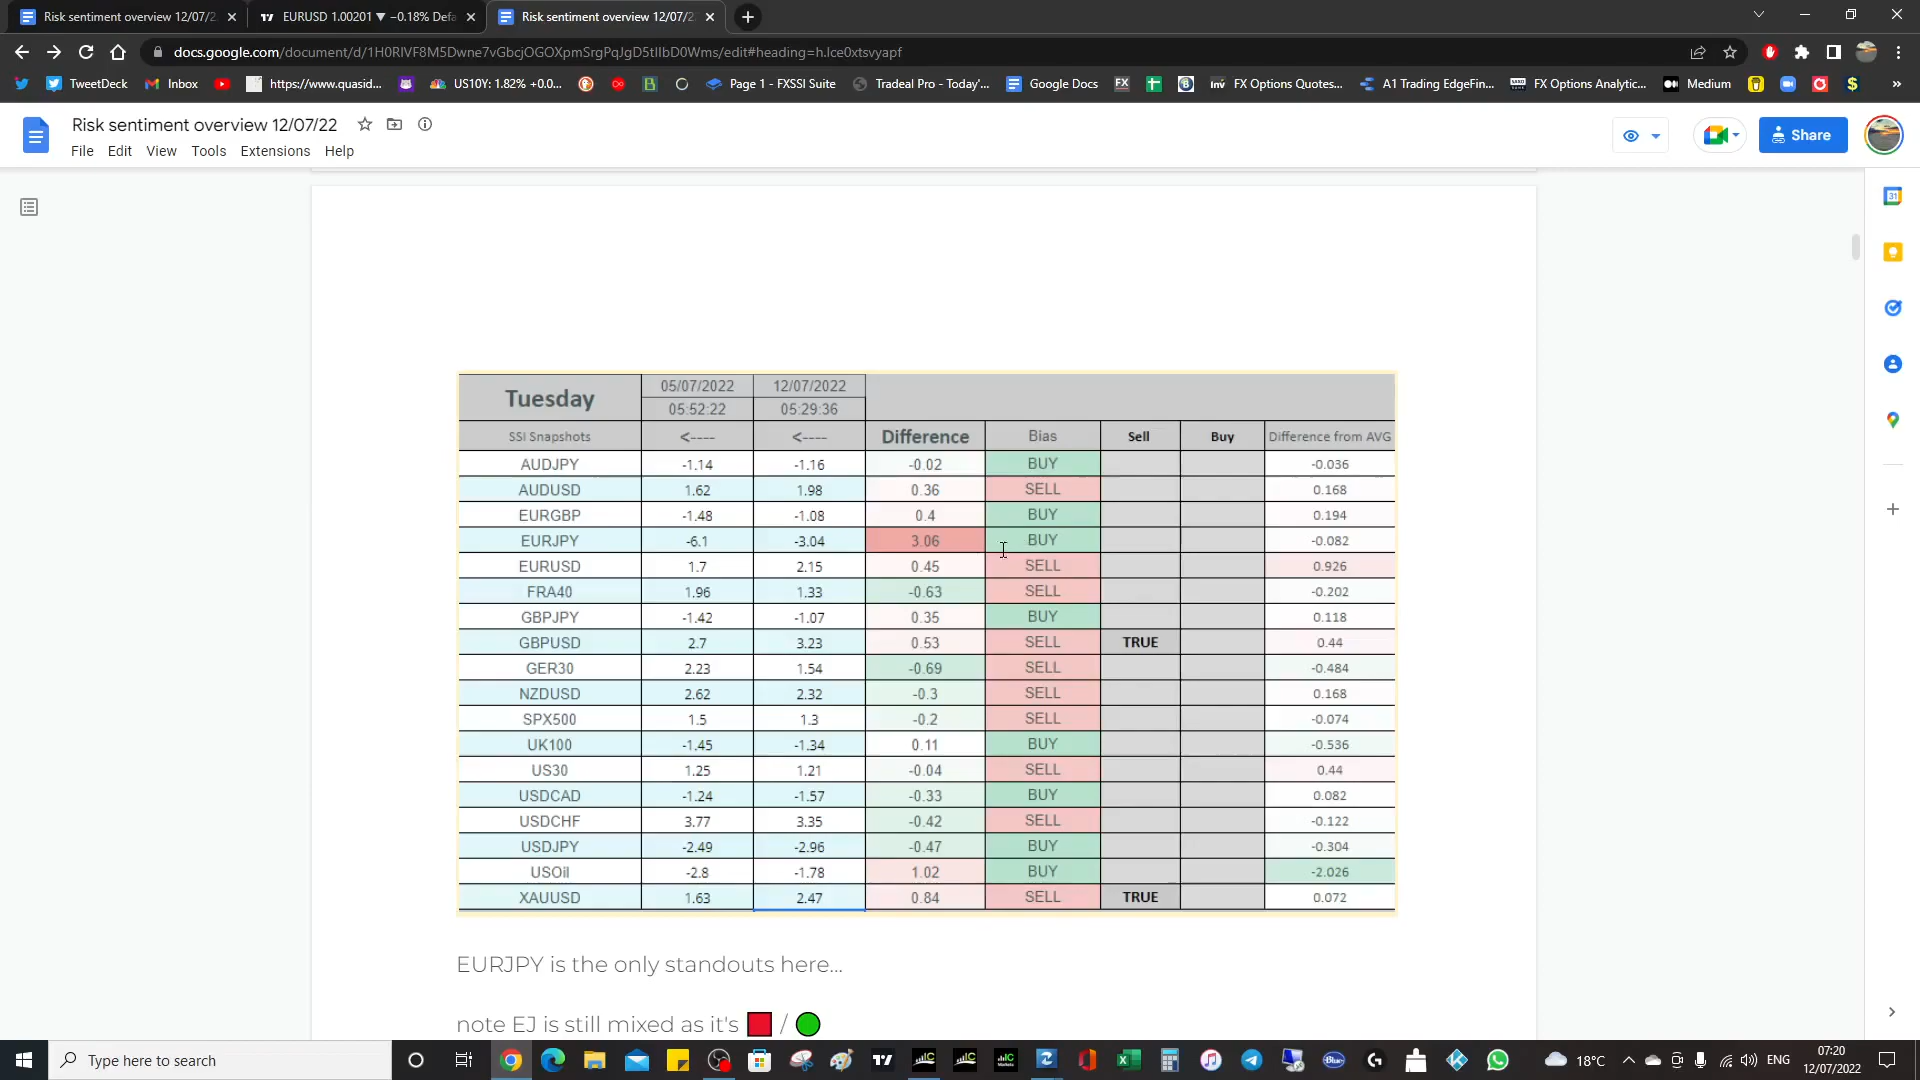 Risk sentiment overview 12/07/2
EURUSD 1.00201 ▼ −0.18% Defa
Risk sentiment overview 12/07/2
docs.google.com/document/d/1H0RlVF8M5Dwne7vGbcjOGOXpmSrgPqJgD5tIIbD0Wms/edit#heading=h.lce0xtsvyapf
TweetDeck Inbox https://www.quasid... US10Y: 1.82% +0.0... Page 1 - FXSSI Suite Tradeal Pro - Today'... Google Docs FX FX Options Quotes... A1 Trading EdgeFin... FX Options Analytic... Medium
Risk sentiment overview 12/07/22
File Edit View Tools Extensions Help
Share
Tuesday 05/07/2022 12/07/2022
05:52:22 05:29:36
SSI Snapshots <---- <---- Difference Bias Sell Buy Difference from AVG
AUDJPY -1.14 -1.16 -0.02 BUY -0.036
AUDUSD 1.62 1.98 0.36 SELL 0.168
EURGBP -1.48 -1.08 0.4 BUY 0.194
EURJPY -6.1 -3.04 3.06 BUY -0.082
EURUSD 1.7 2.15 0.45 SELL 0.926
FRA40 1.96 1.33 -0.63 SELL -0.202
GBPJPY -1.42 -1.07 0.35 BUY 0.118
GBPUSD 2.7 3.23 0.53 SELL TRUE 0.44
GER30 2.23 1.54 -0.69 SELL -0.484
NZDUSD 2.62 2.32 -0.3 SELL 0.168
SPX500 1.5 1.3 -0.2 SELL -0.074
UK100 -1.45 -1.34 0.11 BUY -0.536
US30 1.25 1.21 -0.04 SELL 0.44
USDCAD -1.24 -1.57 -0.33 BUY 0.082
USDCHF 3.77 3.35 -0.42 SELL -0.122
USDJPY -2.49 -2.96 -0.47 BUY -0.304
USOil -2.8 -1.78 1.02 BUY -2.026
XAUUSD 1.63 2.47 0.84 SELL TRUE 0.072
EURJPY is the only standouts here...
note EJ is still mixed as it's 🟥 / 🟢
Type here to search
18°C ENG
07:20
12/07/2022